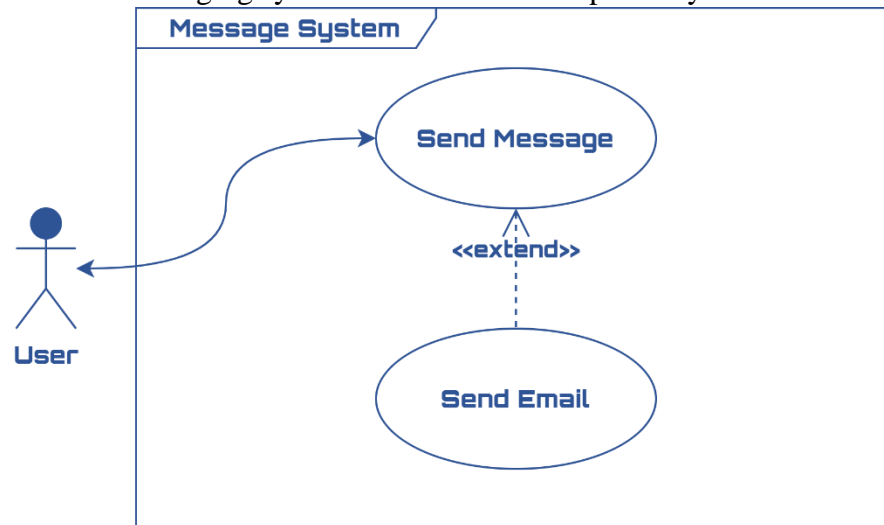 Message System
Send Message
<<extend>>
User
Send Email